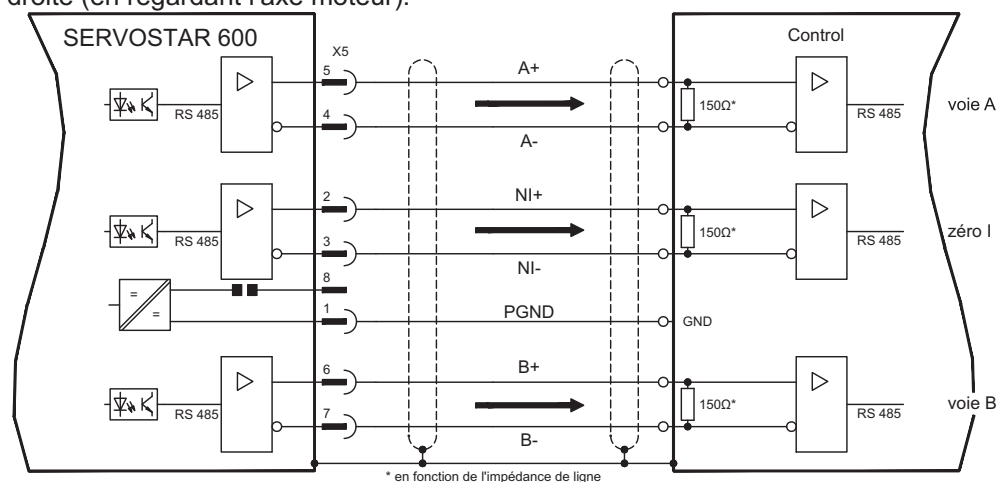 droite (en regardant l'axe moteur).
SERVOSTAR 600
Control
X5
5
A+
RS 485
150Ω*
RS 485
voie A
4
A-
2
NI+
RS 485
150Ω*
RS 485
zéro I
3
NI-
8
=
=
1
PGND
GND
6
B+
RS 485
150Ω*
RS 485
voie B
7
B-
* en fonction de l'impédance de ligne